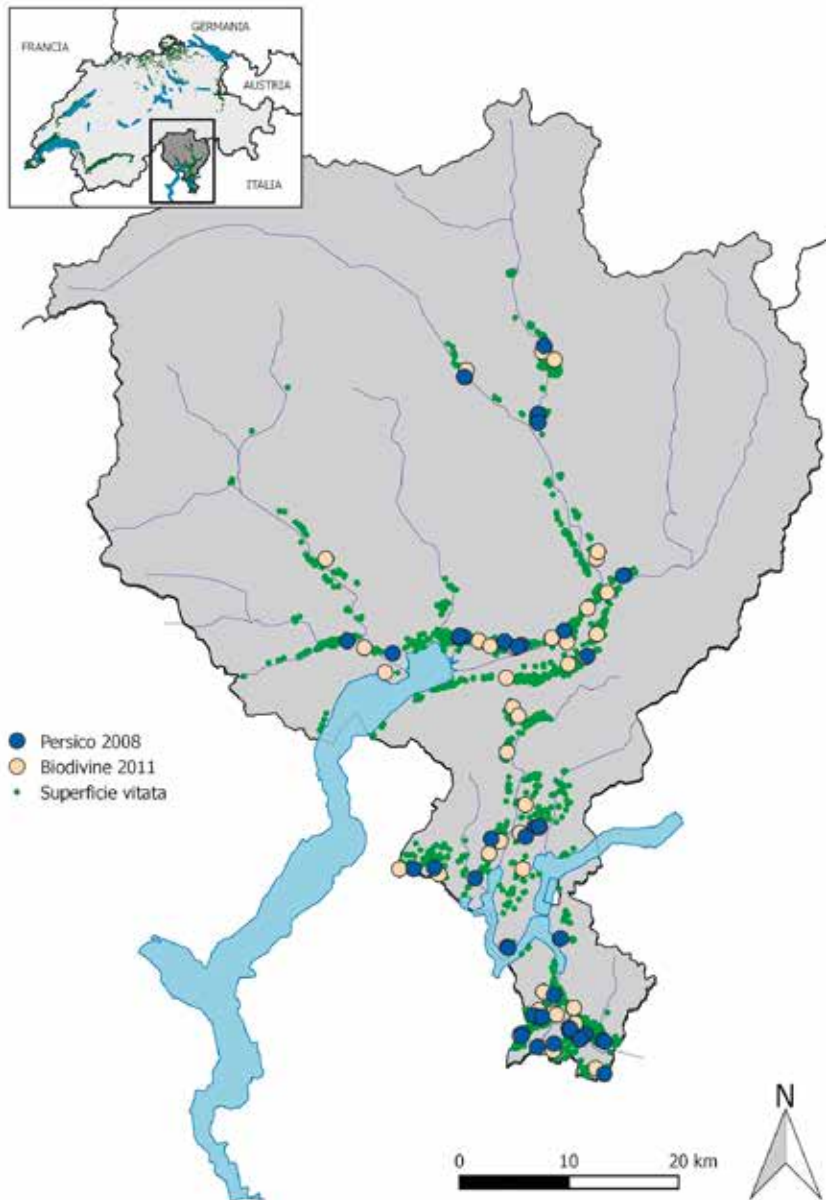 GERMANIA
FRANCIA
AUSTRIA
ITALIA
Persico 2008
Biodivine 2011
Superficie vitata
N
0 10 20 km